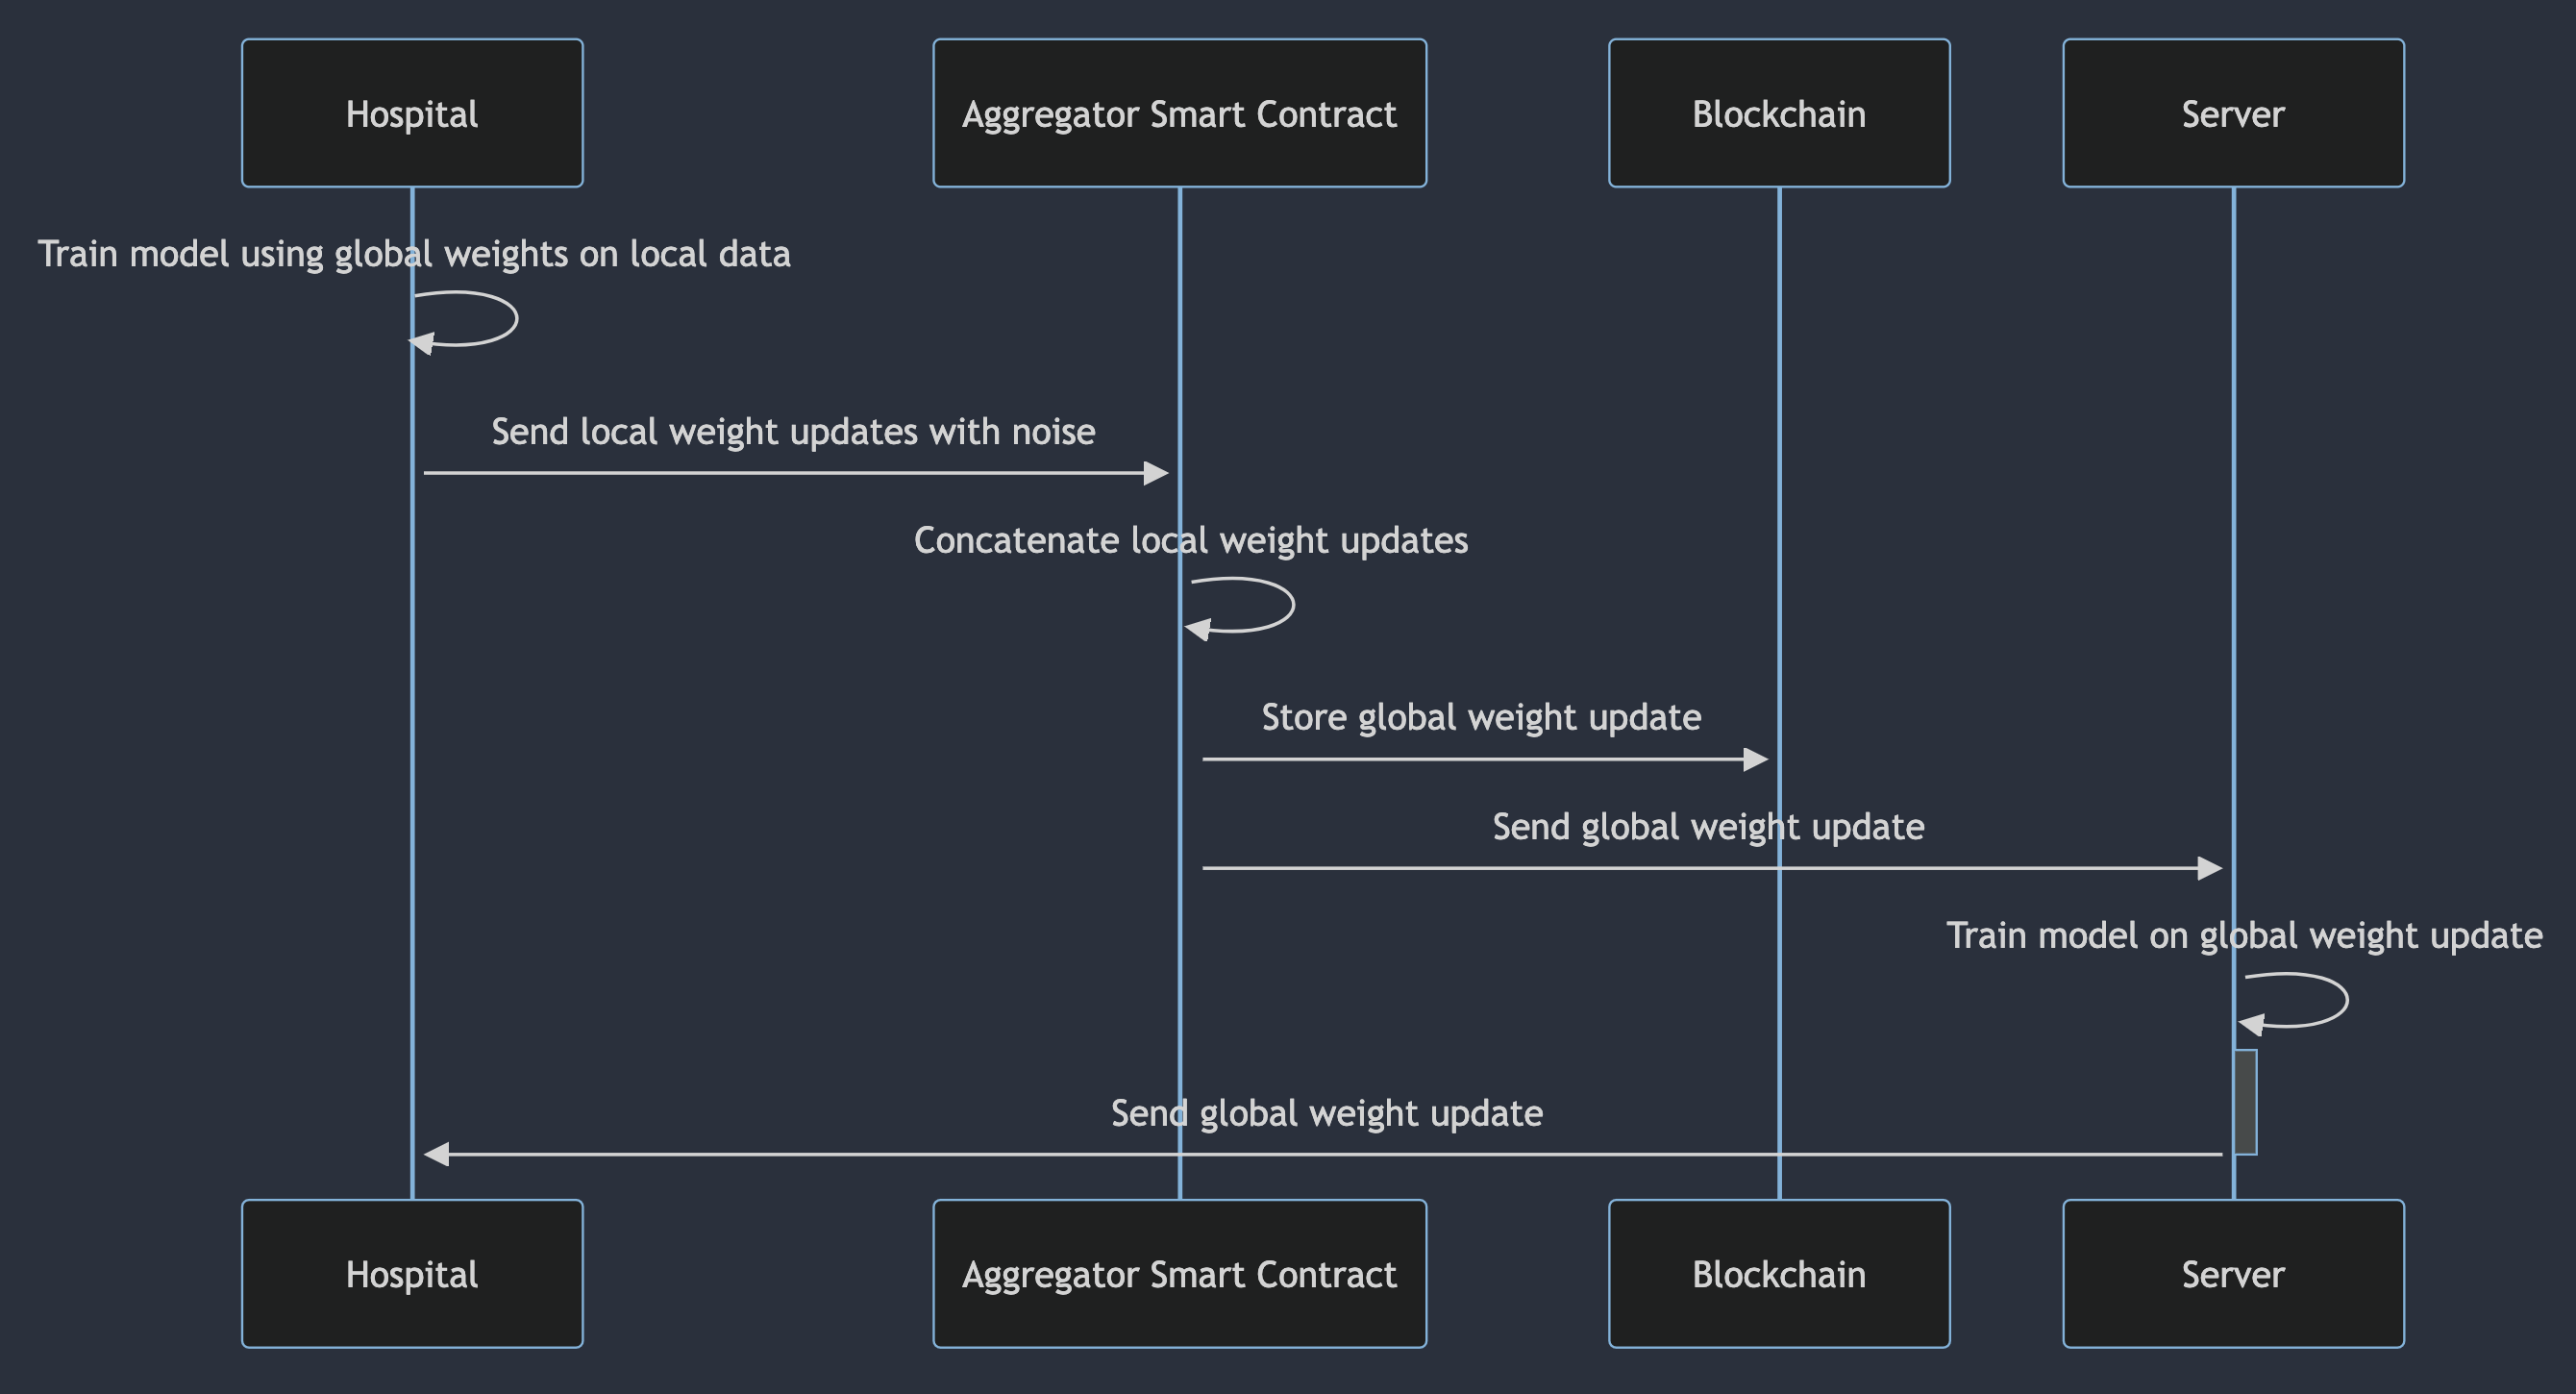 Hospital
Aggregator Smart Contract
Blockchain
Server
Train model using global weights on local data
Send local weight updates with noise
Concatenate local weight updates
Store global weight update
Send global weight update
Train model on global weight update
Send global weight update
Hospital
Aggregator Smart Contract
Blockchain
Server